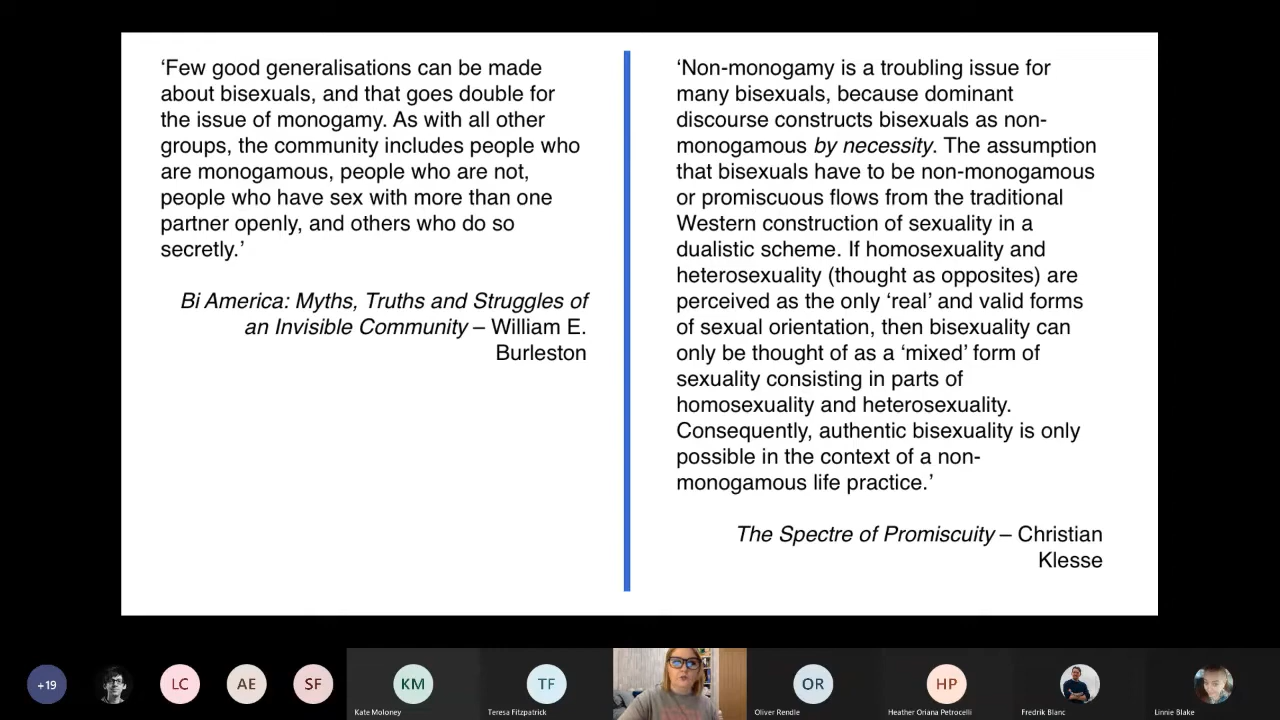 ‘Few good generalisations can be made
about bisexuals, and that goes double for
the issue of monogamy. As with all other
groups, the community includes people who
are monogamous, people who are not,
people who have sex with more than one
partner openly, and others who do so
secretly.’
Bi America: Myths, Truths and Struggles of
an Invisible Community – William E.
Burleston
‘Non-monogamy is a troubling issue for
many bisexuals, because dominant
discourse constructs bisexuals as non-
monogamous by necessity. The assumption
that bisexuals have to be non-monogamous
or promiscuous flows from the traditional
Western construction of sexuality in a
dualistic scheme. If homosexuality and
heterosexuality (thought as opposites) are
perceived as the only ‘real’ and valid forms
of sexual orientation, then bisexuality can
only be thought of as a ‘mixed’ form of
sexuality consisting in parts of
homosexuality and heterosexuality.
Consequently, authentic bisexuality is only
possible in the context of a non-
monogamous life practice.’
The Spectre of Promiscuity – Christian
Klesse
+19
LC
AE
SF
KM
Kate Moloney
TF
Teresa Fitzpatrick
OR
Oliver Rendle
HP
Heather Oriana Petrocelli
Fredrik Blanc
Linnie Blake